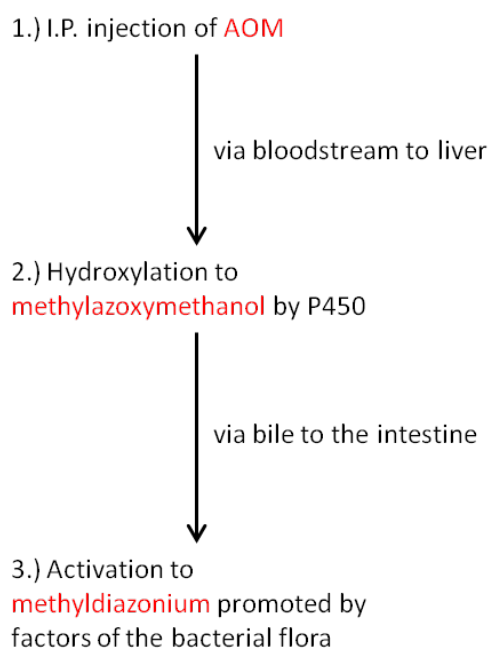 1.) I.P. injection of AOM
via bloodstream to liver
2.) Hydroxylation to
methylazoxymethanol by P450
via bile to the intestine
3.) Activation to
methyldiazonium promoted by
factors of the bacterial flora